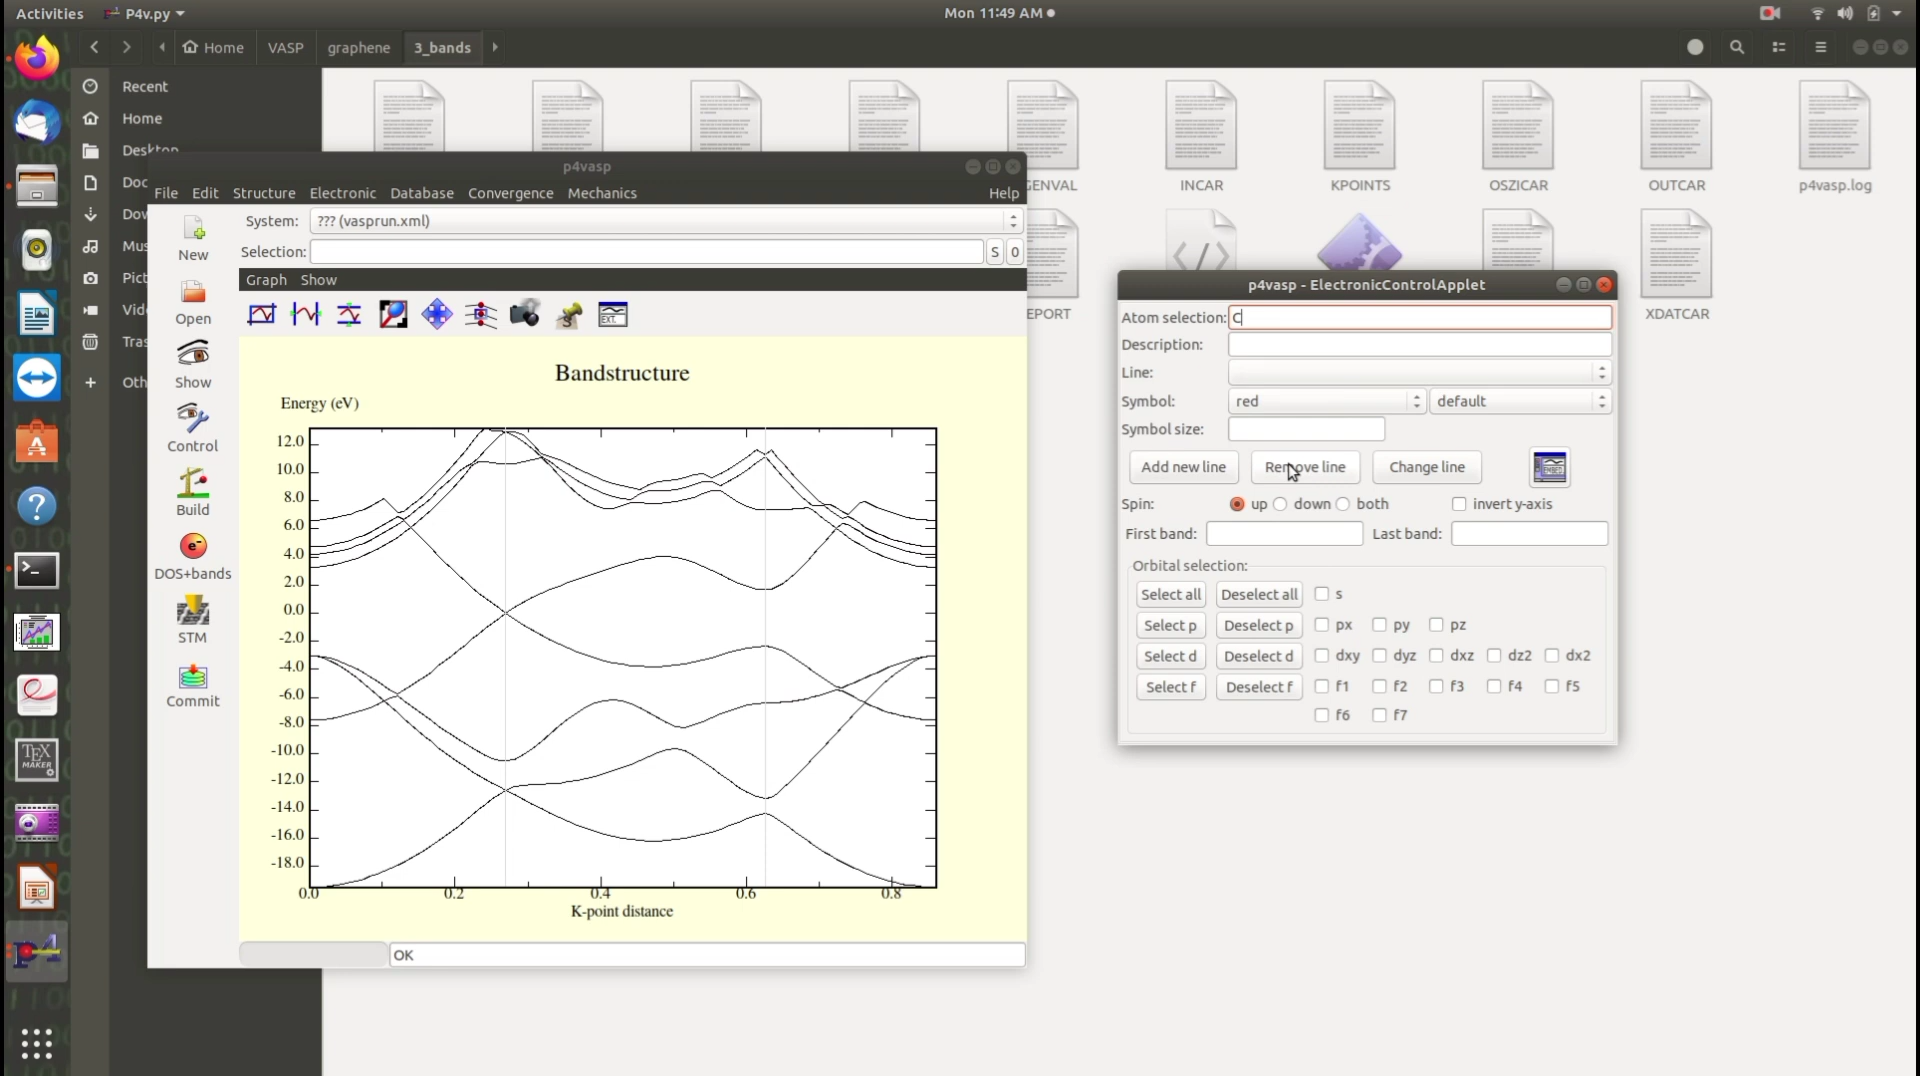 Activities
P4v.py
Mon 11:49 AM
Home
VASP
graphene
3_bands
Recent
Home
Desktop
Doc
Dow
Mus
Pict
Vide
Tras
Oth
ENVAL
INCAR
KPOINTS
OSZICAR
OUTCAR
p4vasp.log
EPORT
XDATCAR
p4vasp
File
Edit
Structure
Electronic
Database
Convergence
Mechanics
Help
New
Open
Show
Control
Build
DOS+bands
STM
Commit
System:
??? (vasprun.xml)
Selection:
S
0
Graph
Show
EXT.
Bandstructure
Energy (eV)
12.0
10.0
8.0
6.0
4.0
2.0
0.0
-2.0
-4.0
-6.0
-8.0
-10.0
-12.0
-14.0
-16.0
-18.0
0.0
0.2
0.4
0.6
0.8
K-point distance
OK
p4vasp - ElectronicControlApplet
Atom selection:
C
Description:
Line:
Symbol:
red
default
Symbol size:
Add new line
Remove line
Change line
Spin:
up
down
both
invert y-axis
First band:
Last band:
Orbital selection:
Select all
Deselect all
s
Select p
Deselect p
px
py
pz
Select d
Deselect d
dxy
dyz
dxz
dz2
dx2
Select f
Deselect f
f1
f2
f3
f4
f5
f6
f7
TEX
MAKER